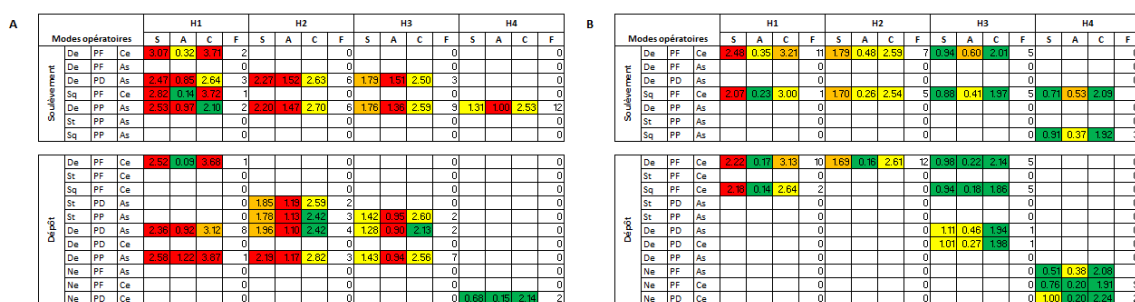 A
H1 H2 H3 H4
Modes opératoires S A C F S A C F S A C F S A C F
Soulèvement
De PF Ce 3.07 0.32 3.71 2 0 0 0
De PF As 0 0 0 0
De PD As 2.47 0.85 2.64 3 2.27 1.52 2.63 6 1.79 1.51 2.50 3 0
Sq PF Ce 2.82 0.14 3.72 1 0 0 0
De PP As 2.53 0.97 2.10 2 2.20 1.47 2.70 6 1.76 1.36 2.59 9 1.31 1.00 2.53 12
St PP As 0 0 0 0
Sq PP As 0 0 0 0
Dépôt
De PF Ce 2.52 0.09 3.66 1 0 0 0
St PF Ce 0 0 0 0
Sq PF Ce 0 0 0 0
St PD As 0 1.85 1.19 2.59 2 0 0
St PP As 0 1.78 1.13 2.42 3 1.42 0.95 2.60 2 0
De PD As 2.36 0.92 3.12 8 1.96 1.10 2.42 4 1.28 0.90 2.13 2 0
De PD Ce 0 0 0 0
De PP As 2.58 1.22 3.87 1 2.19 1.17 2.82 3 1.43 0.94 2.56 7 0
Ne PF As 0 0 0 0
Ne PF Ce 0 0 0 0
Ne PD Ce 0 0 0 0.68 0.15 2.14 2
B
H1 H2 H3 H4
Modes opératoires S A C F S A C F S A C F S A C
Soulèvement
De PF Ce 2.48 0.35 3.21 11 1.79 0.48 2.59 7 0.94 0.60 2.01 5
De PF As 0 0 0
De PD As 0 0 0
Sq PF Ce 2.07 0.23 3.00 1 1.70 0.26 2.54 5 0.88 0.41 1.97 5 0.71 0.53 2.09
De PP As 0 0 0
St PP As 0 0 0
Sq PP As 0 0 0 0.91 0.37 1.92
Dépôt
De PF Ce 2.22 0.17 3.13 10 1.69 0.16 2.61 12 0.98 0.22 2.14 5
St PF Ce 0 0 0
Sq PF Ce 2.18 0.14 2.64 2 0 0.94 0.18 1.86 5
St PD As 0 0 0
St PP As 0 0 0
De PD As 0 0 1.11 0.46 1.94 1
De PD Ce 0 0 1.01 0.27 1.98 1
De PP As 0 0 0
Ne PF As 0 0 0 0.51 0.38 2.08
Ne PF Ce 0 0 0 0.76 0.20 1.91
Ne PD Ce 0 0 0 1.00 0.20 2.24